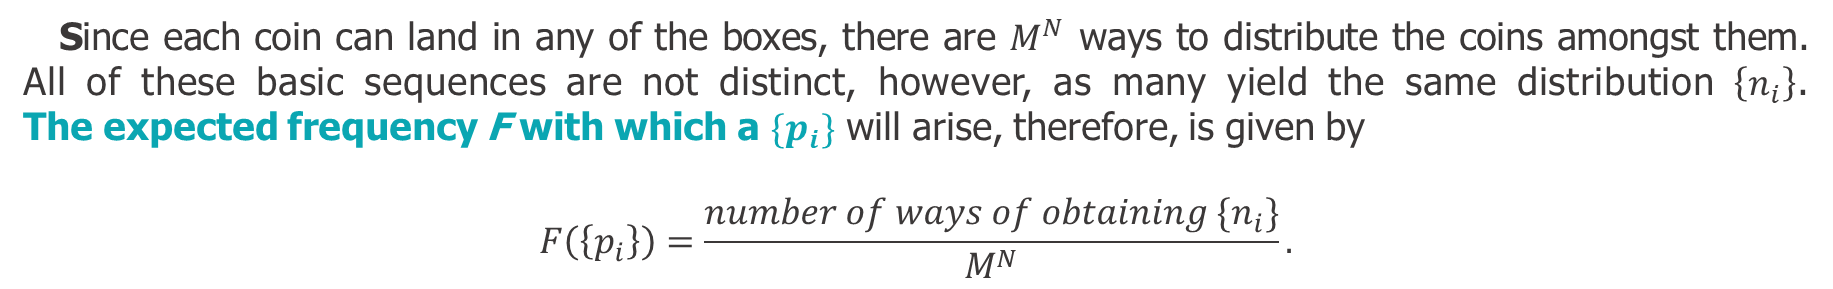 Since each coin can land in any of the boxes, there are $M^N$ ways to distribute the coins amongst them.
All of these basic sequences are not distinct, however, as many yield the same distribution $\{n_i\}$.
The expected frequency F with which a $\{p_i\}$ will arise, therefore, is given by
$F(\{p_i\}) = \frac{number\ of\ ways\ of\ obtaining\ \{n_i\}}{M^N}.$